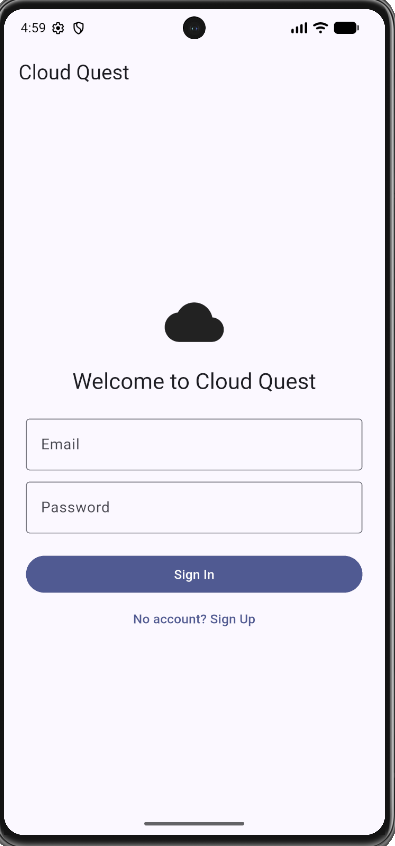 4:59
Cloud Quest
Welcome to Cloud Quest
Email
Password
Sign In
No account? Sign Up